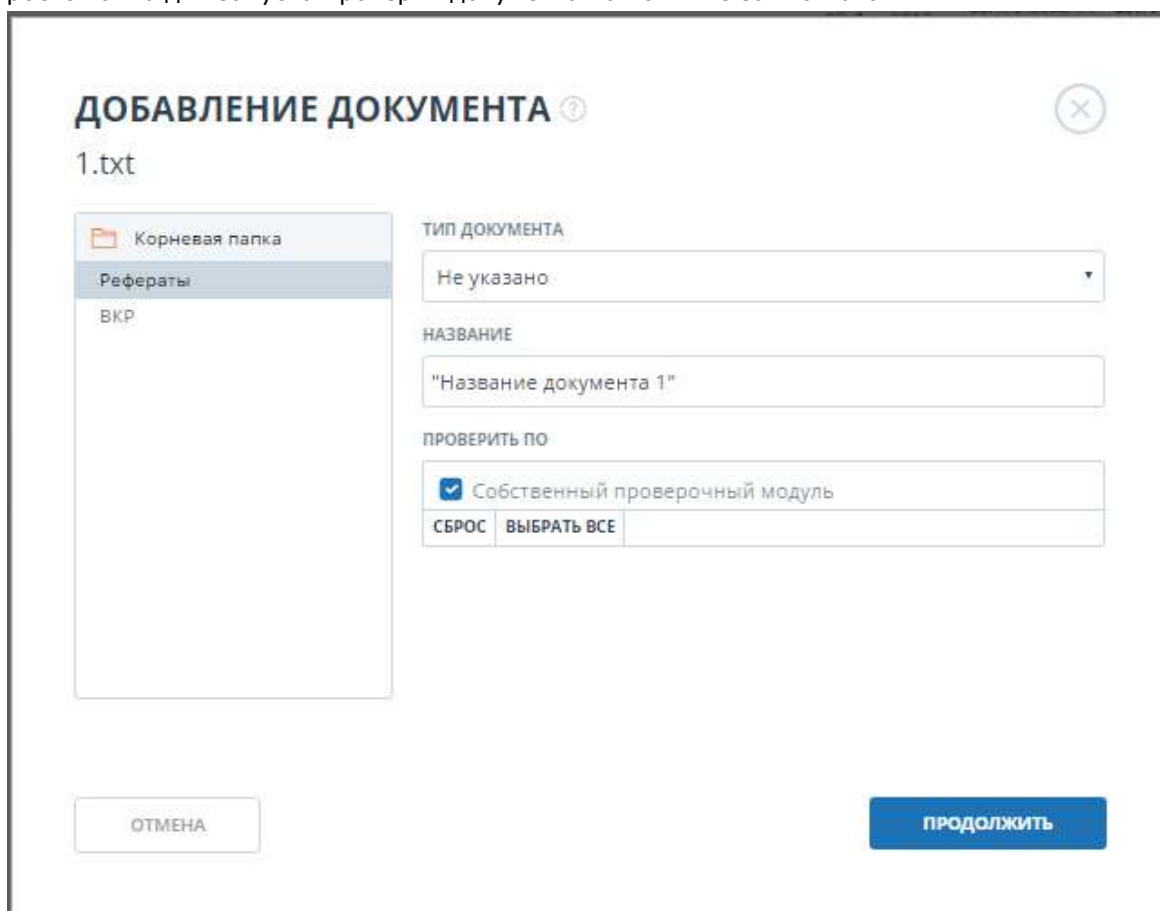 ДОБАВЛЕНИЕ ДОКУМЕНТА ?
1.txt
Корневая папка
Рефераты
ВКР
ТИП ДОКУМЕНТА
Не указано
НАЗВАНИЕ
"Название документа 1"
ПРОВЕРИТЬ ПО
Собственный проверочный модуль
СБРОС ВЫБРАТЬ ВСЕ
ОТМЕНА
ПРОДОЛЖИТЬ